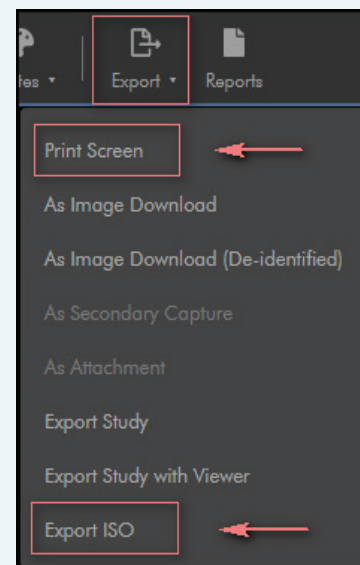 tes Export Reports
Print Screen
As Image Download
As Image Download (De-identified)
As Secondary Capture
As Attachment
Export Study
Export Study with Viewer
Export ISO